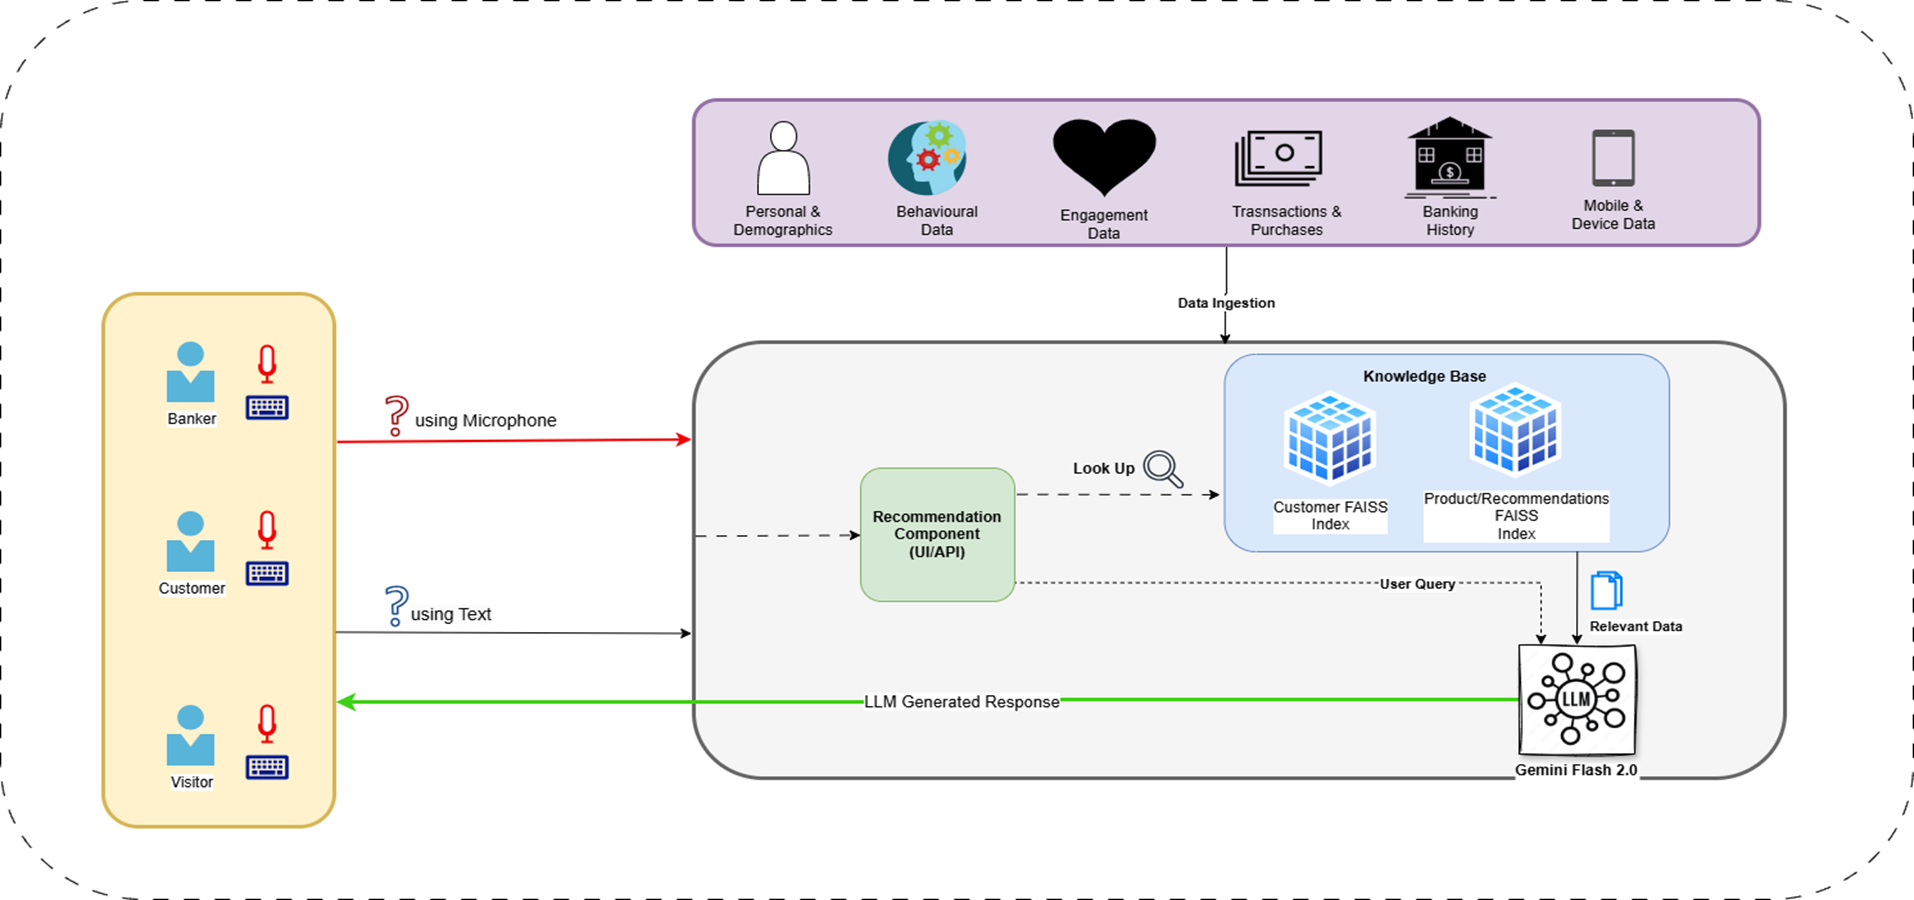 Personal &
Demographics
Behavioural
Data
Engagement
Data
Trasnsactions &
Purchases
$
Banking
History
Mobile &
Device Data
Data Ingestion
Banker
Customer
Visitor
? using Microphone
? using Text
Recommendation
Component
(UI/API)
Look Up
Knowledge Base
Customer FAISS
Index
Product/Recommendations
FAISS
Index
User Query
Relevant Data
LLM
Gemini Flash 2.0
LLM Generated Response